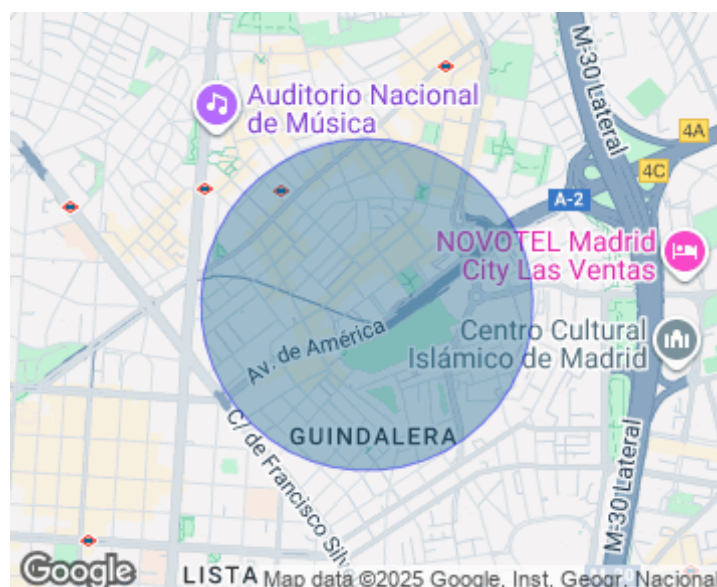 Auditorio Nacional
de Música
M-30 Lateral
4A
4C
A-2
NOVOTEL Madrid
City Las Ventas
Centro Cultural
Islámico de Madrid
Av. de América
GUINDALERA
C/ de Francisco Silv
M-30 Lateral
LISTA
Google
Map data ©2025 Google, Inst. Geogr. Nacional